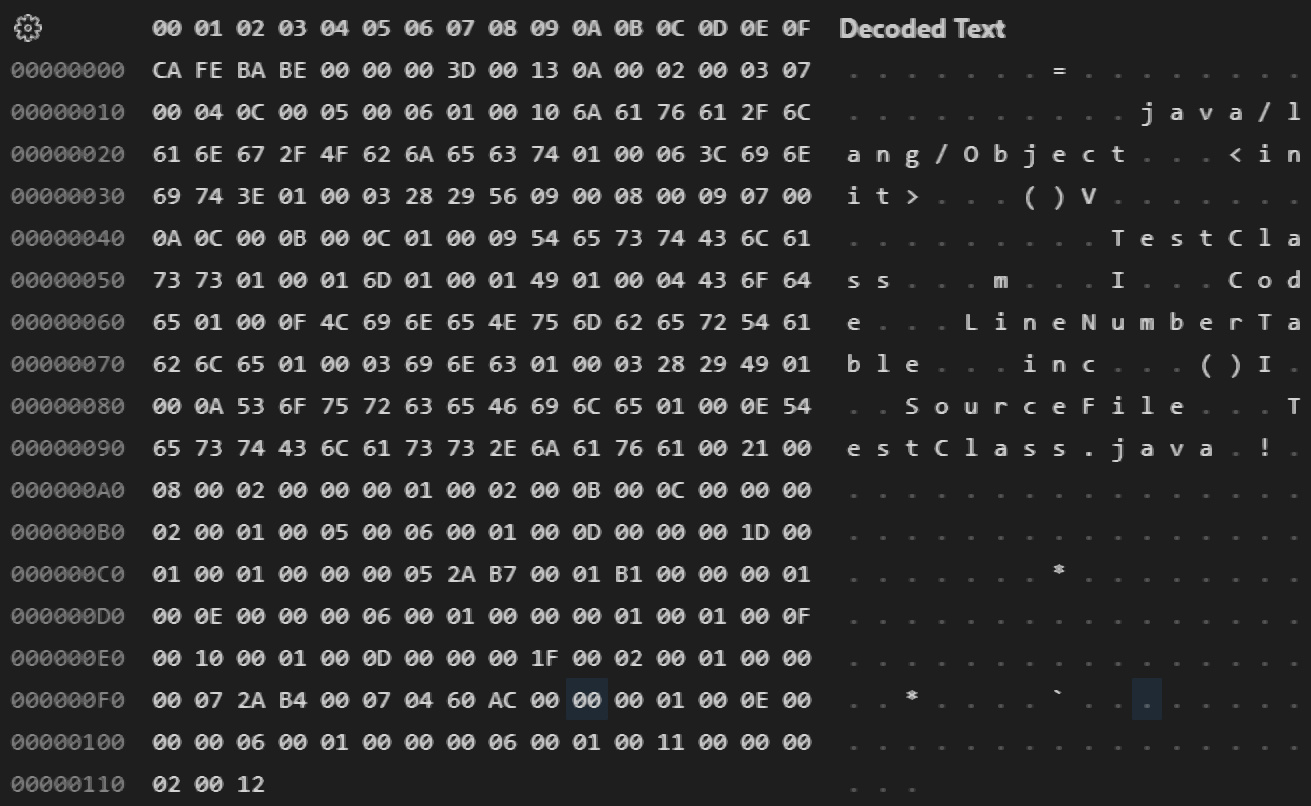 00 01 02 03 04 05 06 07 08 09 0A 0B 0C 0D 0E 0F Decoded Text
00000000 CA FE BA BE 00 00 00 3D 00 13 0A 00 02 00 03 07 . . . . . . . = . . . . . . . .
00000010 00 04 0C 00 05 00 06 01 00 10 6A 61 76 61 2F 6C . . . . . . . . . . j a v a / l
00000020 61 6E 67 2F 4F 62 6A 65 63 74 01 00 06 3C 69 6E a n g / O b j e c t . . . < i n
00000030 69 74 3E 01 00 03 28 29 56 09 00 08 00 09 07 00 i t > . . . ( ) V . . . . . . .
00000040 0A 0C 00 0B 00 0C 01 00 09 54 65 73 74 43 6C 61 . . . . . . . . . T e s t C l a
00000050 73 73 01 00 01 6D 01 00 01 49 01 00 04 43 6F 64 s s . . . m . . . I . . . C o d
00000060 65 01 00 0F 4C 69 6E 65 4E 75 6D 62 65 72 54 61 e . . . L i n e N u m b e r T a
00000070 62 6C 65 01 00 03 69 6E 63 01 00 03 28 29 49 01 b l e . . . i n c . . . ( ) I .
00000080 00 0A 53 6F 75 72 63 65 46 69 6C 65 01 00 0E 54 . . S o u r c e F i l e . . . T
00000090 65 73 74 43 6C 61 73 73 2E 6A 61 76 61 00 21 00 e s t C l a s s . j a v a . ! .
000000A0 08 00 02 00 00 00 01 00 02 00 0B 00 0C 00 00 00 . . . . . . . . . . . . . . . .
000000B0 02 00 01 00 05 00 06 00 01 00 0D 00 00 00 1D 00 . . . . . . . . . . . . . . . .
000000C0 01 00 01 00 00 00 05 2A B7 00 01 B1 00 00 00 01 . . . . . . . * . . . . . . . .
000000D0 00 0E 00 00 00 06 00 01 00 00 00 01 00 01 00 0F . . . . . . . . . . . . . . . .
000000E0 00 10 00 01 00 0D 00 00 00 1F 00 02 00 01 00 00 . . . . . . . . . . . . . . . .
000000F0 00 07 2A B4 00 07 04 60 AC 00 00 00 01 00 0E 00 . . * . . . . ` . . . . . . . .
00000100 00 00 06 00 01 00 00 00 06 00 01 00 11 00 00 00 . . . . . . . . . . . . . . . .
00000110 02 00 12 . . .